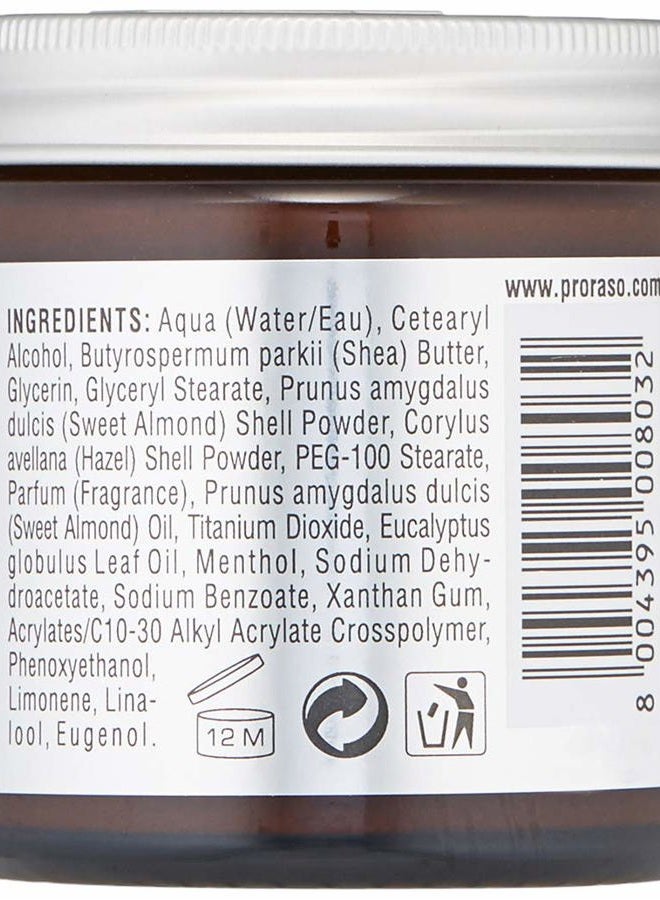 www.proraso.com
INGREDIENTS: Aqua (Water/Eau), Cetearyl
Alcohol, Butyrospermum parkii (Shea) Butter,
Glycerin, Glyceryl Stearate, Prunus amygdalus
dulcis (Sweet Almond) Shell Powder, Corylus
avellana (Hazel) Shell Powder, PEG-100 Stearate,
Parfum (Fragrance), Prunus amygdalus dulcis
(Sweet Almond) Oil, Titanium Dioxide, Eucalyptus
globulus Leaf Oil, Menthol, Sodium Dehy-
droacetate, Sodium Benzoate, Xanthan Gum,
Acrylates/C10-30 Alkyl Acrylate Crosspolymer,
Phenoxyethanol,
Limonene, Lina-
lool, Eugenol.
12 M
8 004395 008032